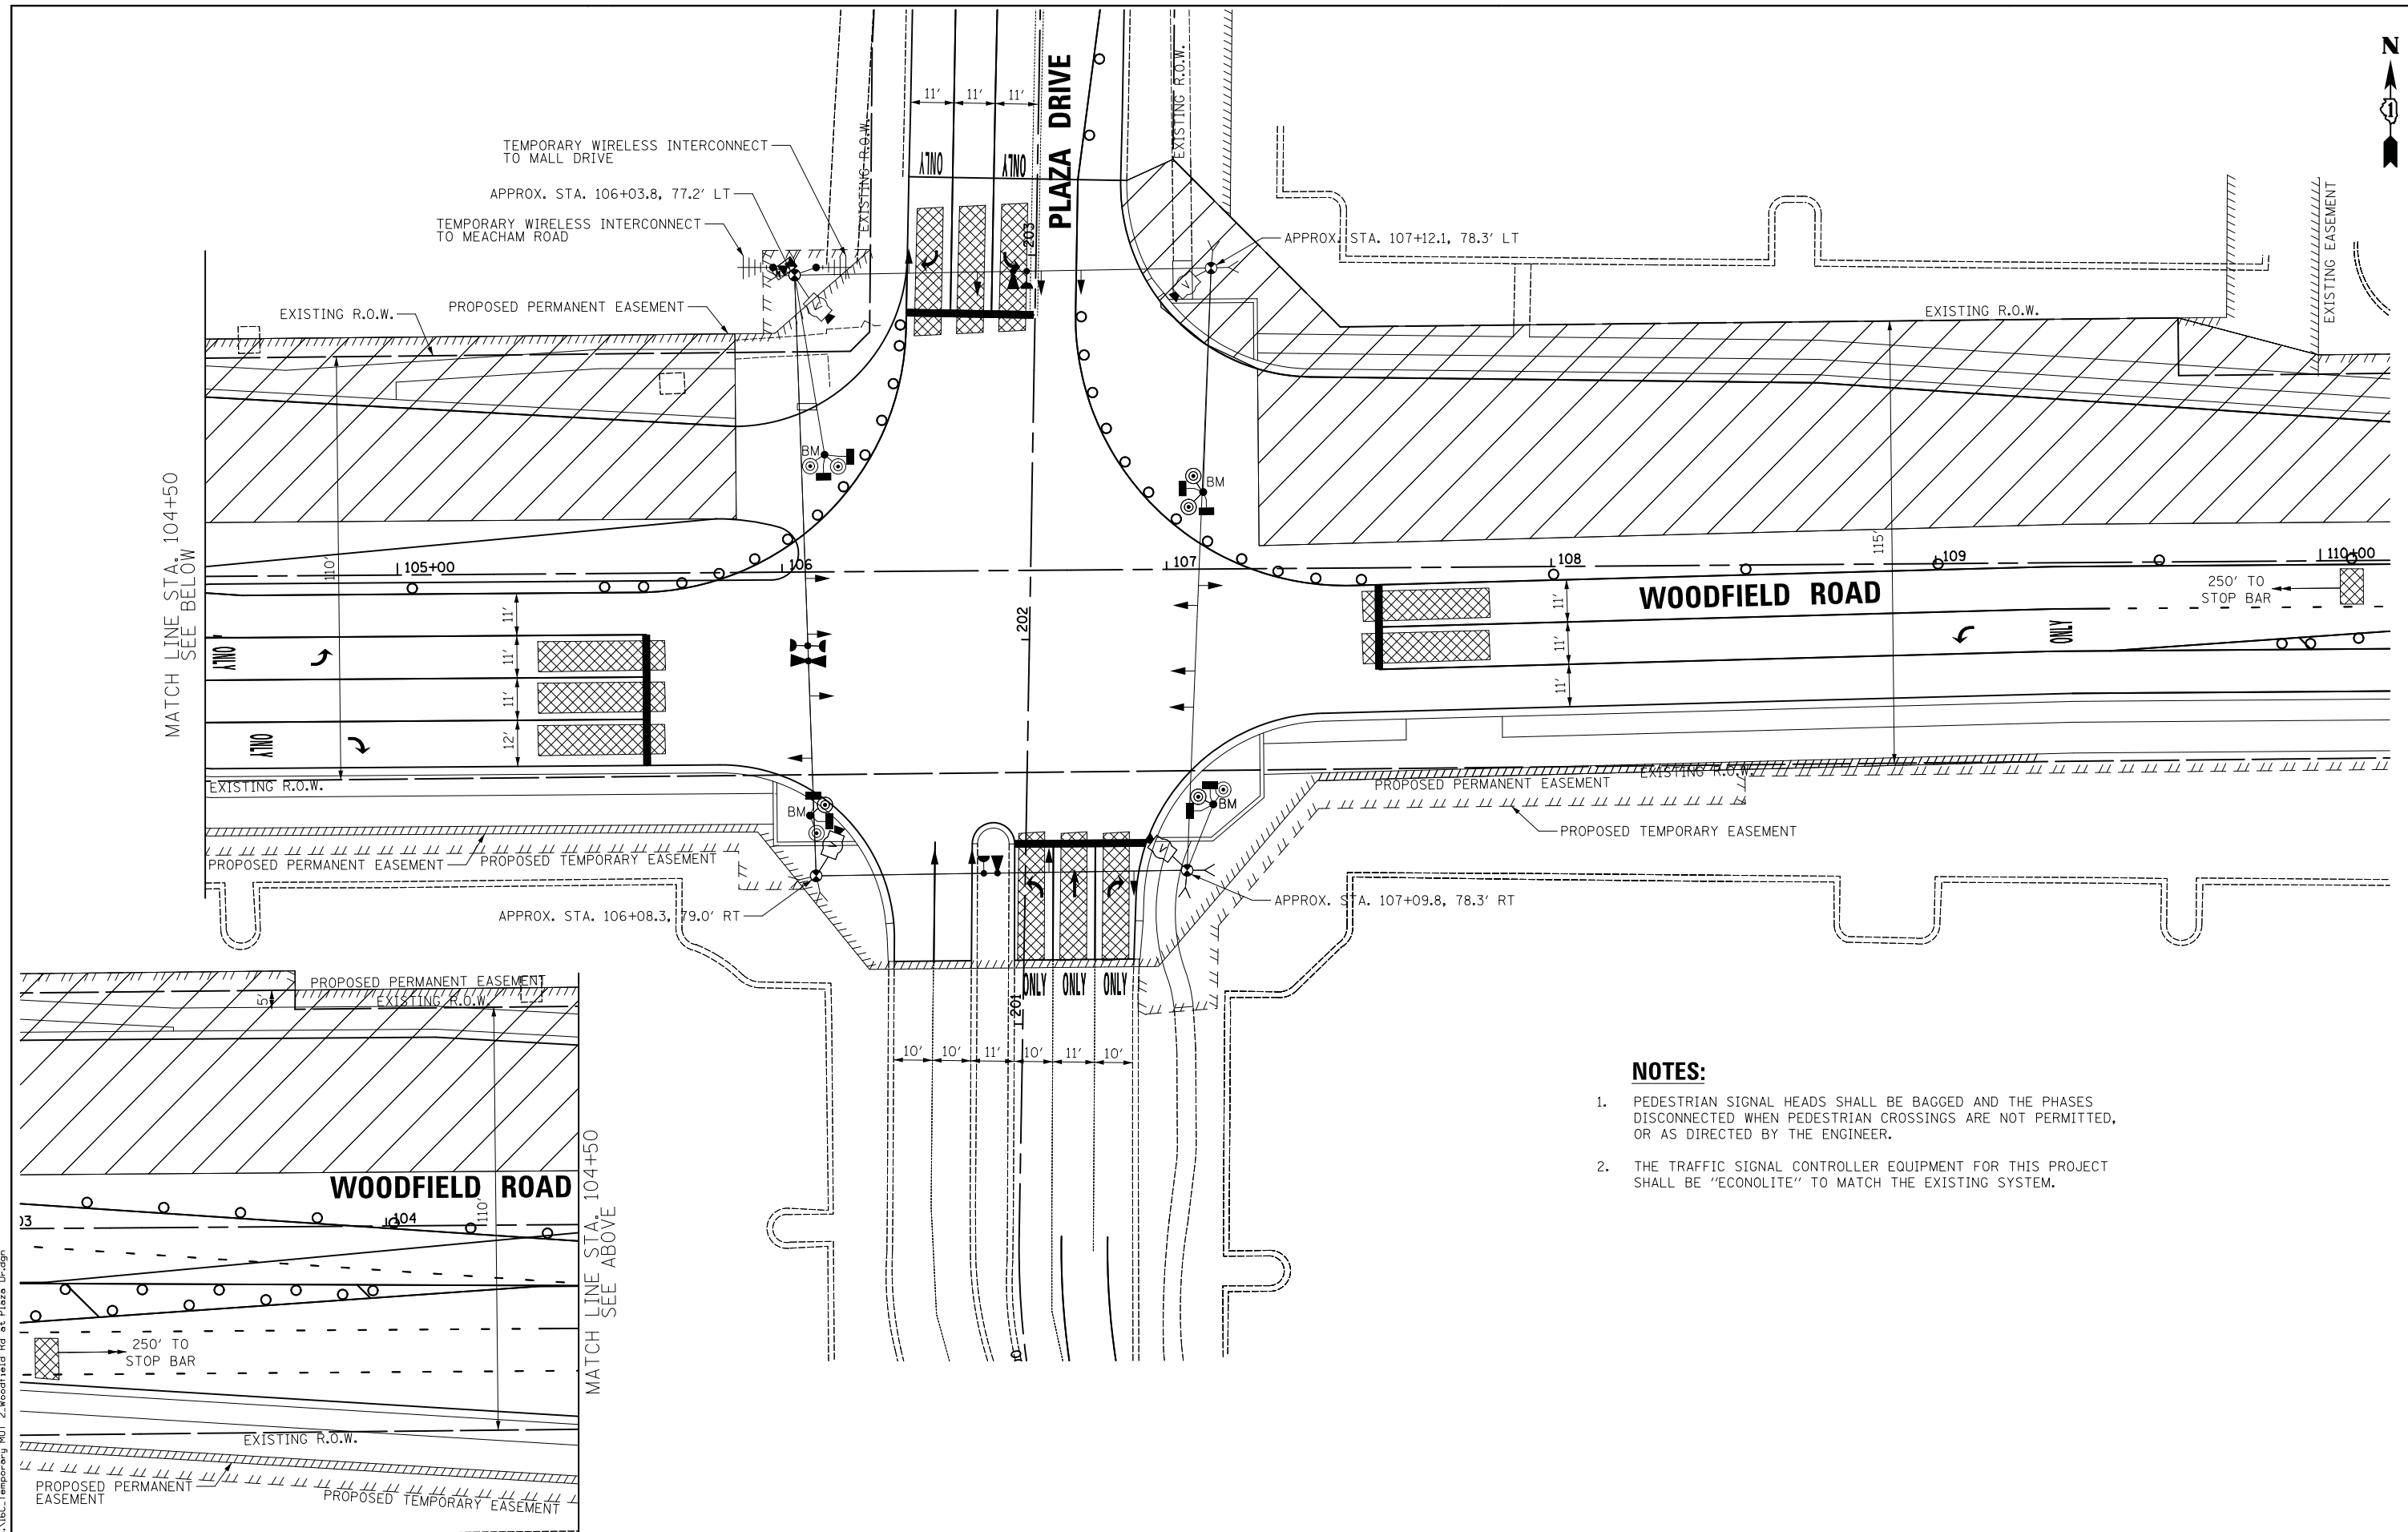 N
1
PLAZA DRIVE
11' 11' 11'
EXISTING R.O.W.
EXISTING R.O.W.
TEMPORARY WIRELESS INTERCONNECT
TO MALL DRIVE
ONLY
ONLY
APPROX. STA. 106+03.8, 77.2' LT
TEMPORARY WIRELESS INTERCONNECT
TO MEACHAM ROAD
203
APPROX. STA. 107+12.1, 78.3' LT
EXISTING EASEMENT
V
V
PROPOSED PERMANENT EASEMENT
EXISTING R.O.W.
EXISTING R.O.W.
BM
BM
MATCH LINE STA. 104+50
SEE BELOW
110'
115'
105+00
106
107
108
109
110+00
250' TO
STOP BAR
WOODFIELD ROAD
202
11'
11'
11'
12'
11'
11'
11'
ONLY
ONLY
ONLY
EXISTING R.O.W.
EXISTING R.O.W.
PROPOSED PERMANENT EASEMENT
BM
BM
V
V
PROPOSED TEMPORARY EASEMENT
PROPOSED PERMANENT EASEMENT
PROPOSED TEMPORARY EASEMENT
APPROX. STA. 106+08.3, 79.0' RT
APPROX. STA. 107+09.8, 78.3' RT
ONLY ONLY ONLY
201
10' 10' 11' 10' 11' 10'
PROPOSED PERMANENT EASEMENT
5'
EXISTING R.O.W.
WOODFIELD ROAD
03
104
110'
MATCH LINE STA. 104+50
SEE ABOVE
250' TO
STOP BAR
EXISTING R.O.W.
PROPOSED PERMANENT
EASEMENT
PROPOSED TEMPORARY EASEMENT
NOTES:
1. PEDESTRIAN SIGNAL HEADS SHALL BE BAGGED AND THE PHASES
DISCONNECTED WHEN PEDESTRIAN CROSSINGS ARE NOT PERMITTED,
OR AS DIRECTED BY THE ENGINEER.
2. THE TRAFFIC SIGNAL CONTROLLER EQUIPMENT FOR THIS PROJECT
SHALL BE "ECONOLITE" TO MATCH THE EXISTING SYSTEM.